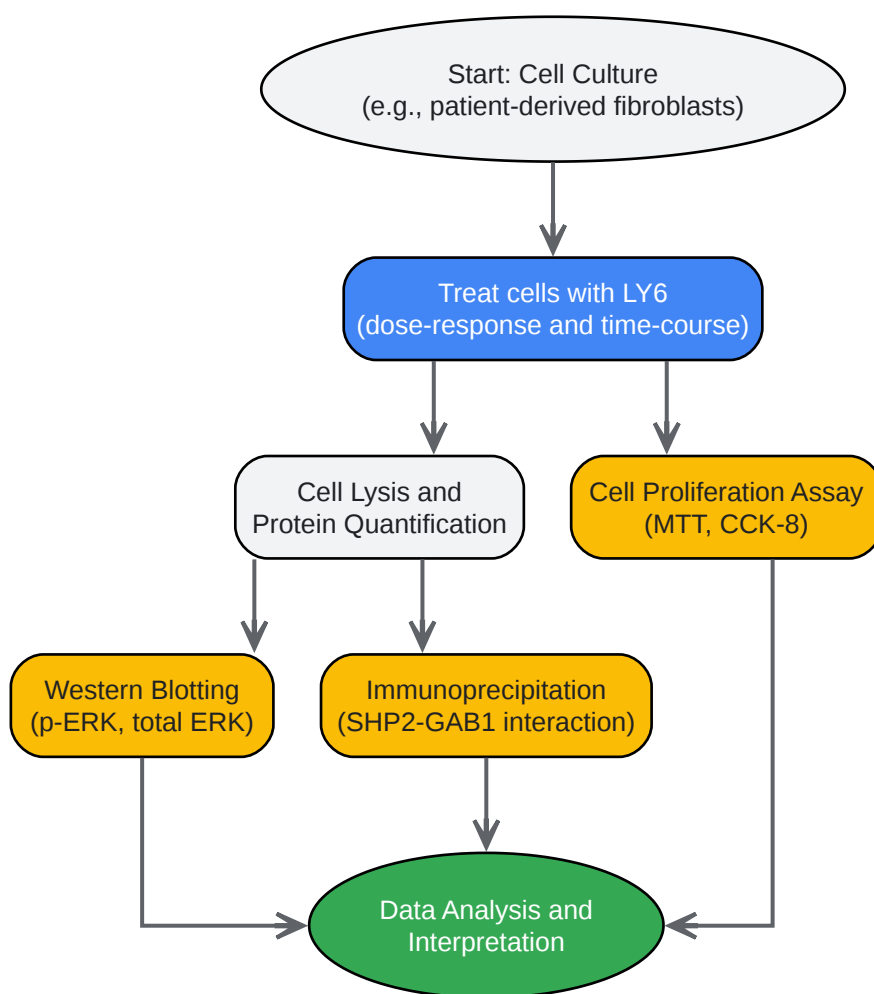 Start: Cell Culture
(e.g., patient-derived fibroblasts)
Treat cells with LY6
(dose-response and time-course)
Cell Lysis and
Protein Quantification
Cell Proliferation Assay
(MTT, CCK-8)
Western Blotting
(p-ERK, total ERK)
Immunoprecipitation
(SHP2-GAB1 interaction)
Data Analysis and
Interpretation